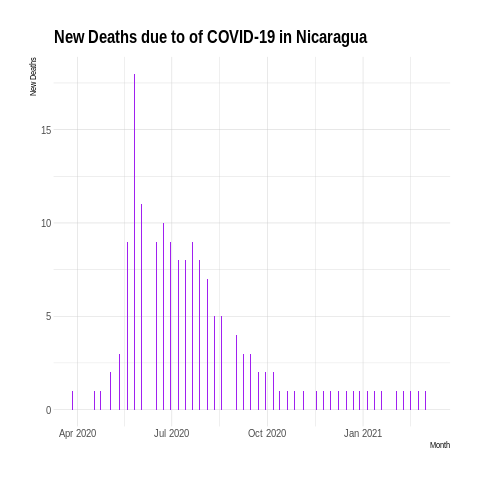 New Deaths due to of COVID-19 in Nicaragua
New Deaths
15
10
5
0
Apr 2020
Jul 2020
Oct 2020
Jan 2021
Month